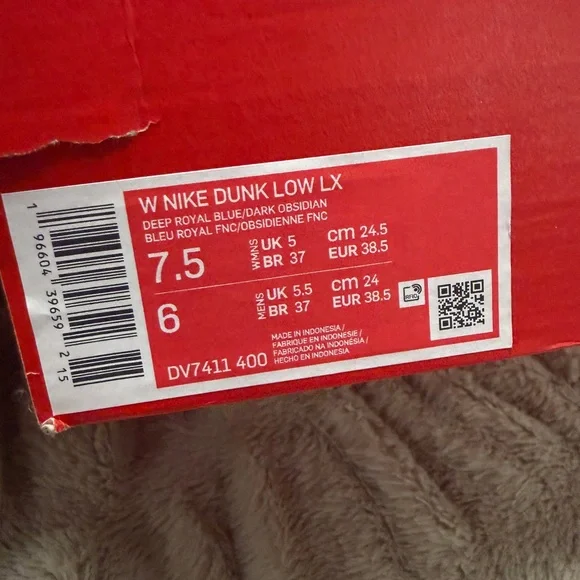 W NIKE DUNK LOW LX
DEEP ROYAL BLUE/DARK OBSIDIAN
BLEU ROYAL FNC/OBSIDIENNE FNC
7.5 WMNS UK 5 cm 24.5
BR 37 EUR 38.5
6 MENS UK 5.5 cm 24
BR 37 EUR 38.5
RFID
MADE IN INDONESIA /
FABRIQUE EN INDONESIE /
FABRICADO NA INDONÉSIA /
HECHO EN INDONESIA
DV7411 400
1 96604 39659 2 15